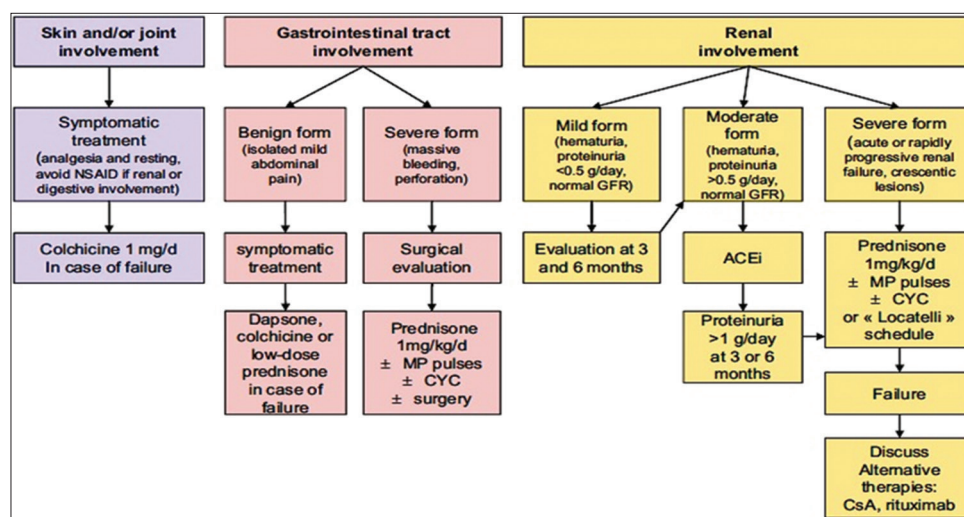 Skin and/or joint
involvement
Symptomatic
treatment
(analgesia and resting,
avoid NSAID if renal or
digestive involvement)
Colchicine 1 mg/d
In case of failure
Gastrointestinal tract
involvement
Benign form
(isolated mild
abdominal
pain)
symptomatic
treatment
Dapsone,
colchicine or
low-dose
prednisone
in case of
failure
Severe form
(massive
bleeding,
perforation)
Surgical
evaluation
Prednisone
1mg/kg/d
± MP pulses
± CYC
± surgery
Renal
involvement
Mild form
(hematuria,
proteinuria
<0.5 g/day,
normal GFR)
Evaluation at 3
and 6 months
Moderate
form
(hematuria,
proteinuria
>0.5 g/day,
normal GFR)
ACEi
Proteinuria
>1 g/day
at 3 or 6
months
Severe form
(acute or rapidly
progressive renal
failure, crescentic
lesions)
Prednisone
1mg/kg/d
± MP pulses
± CYC
or « Locatelli »
schedule
Failure
Discuss
Alternative
therapies:
CsA, rituximab